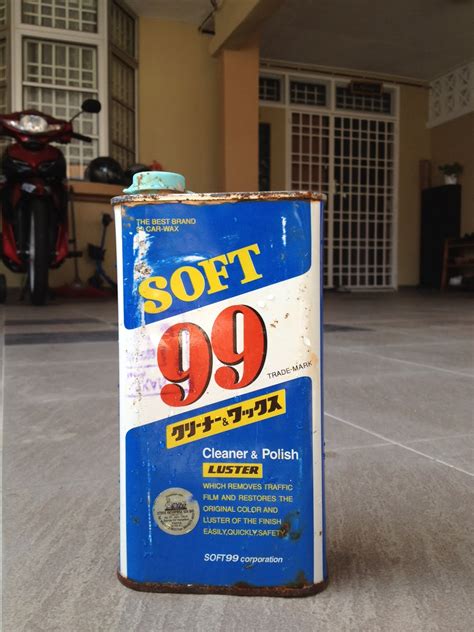 THE BEST BRAND
IN CAR-WAX
SOFT
99
TRADE-MARK
クリーナー&ワックス
Cleaner & Polish
LUSTER
WHICH REMOVES TRAFFIC
FILM AND RESTORES THE
ORIGINAL COLOR AND
LUSTER OF THE FINISH
EASILY,QUICKLY,SAFETY
SOFT99 corporation